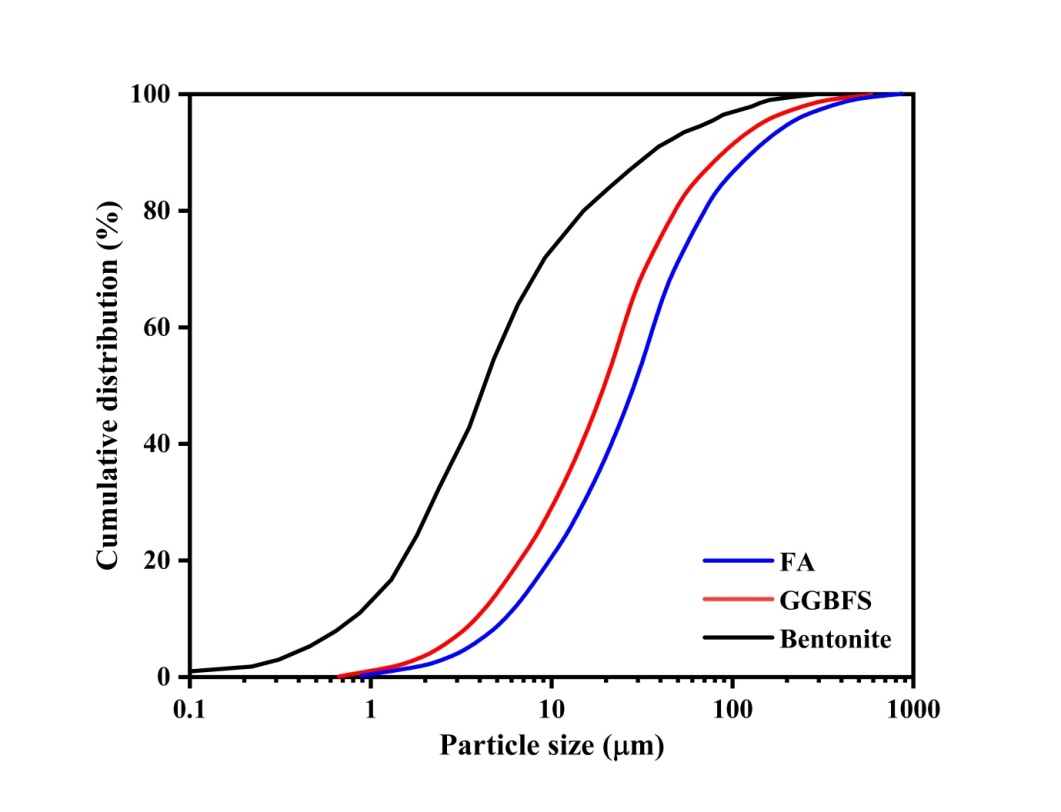 100
80
60
40
20
0
Cumulative distribution (%)
FA
GGBFS
Bentonite
0.1 1 10 100 1000
Particle size (μm)